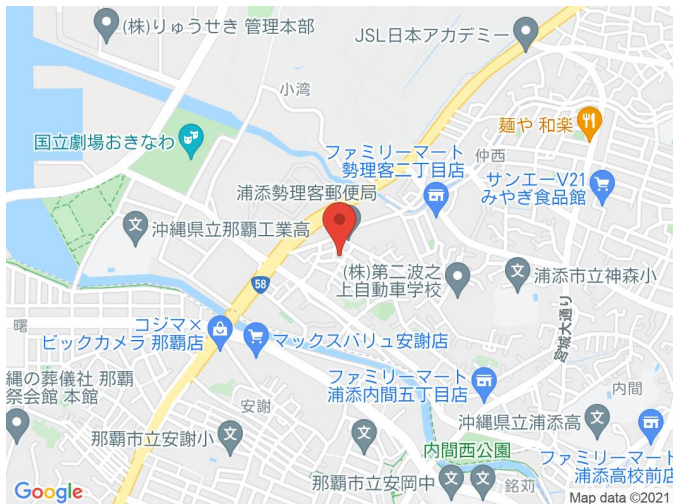 (株)りゅうせき 管理本部
JSL日本アカデミー
小湾
麺や 和楽
国立劇場おきなわ
ファミリーマート
勢理客二丁目店
仲西
サンエーV21
みやぎ食品館
浦添勢理客郵便局
沖縄県立那覇工業高
(株)第二波之
上自動車学校
浦添市立神森小
58
宮城大通り
曙
コジマ×
ビックカメラ 那覇店
マックスバリュ安謝店
ファミリーマート
浦添内間五丁目店
内間
縄の葬儀社 那覇
祭会館 本館
安謝
沖縄県立浦添高
那覇市立安謝小
内間西公園
ファミリーマート
浦添高校前店
那覇市立安岡中
銘苅
Google
Map data ©2021